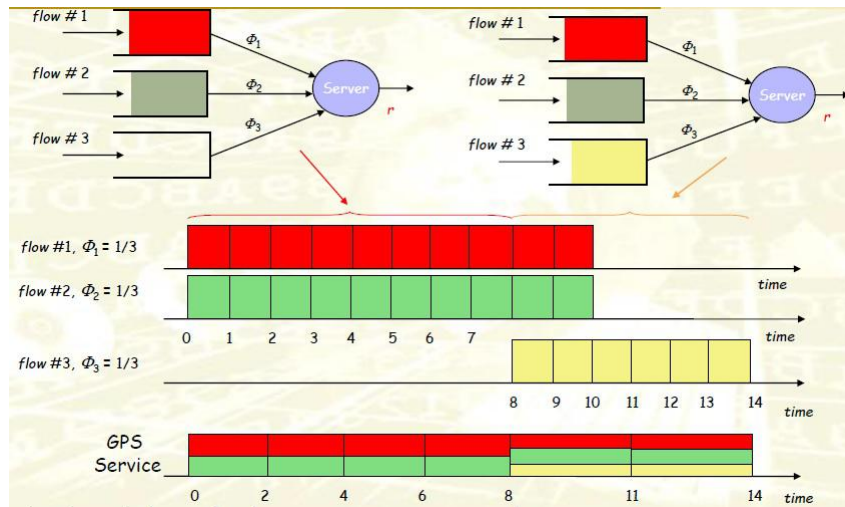 flow # 1
Φ1
flow # 2
Φ2
Server
r
flow # 3
Φ3
flow # 1
Φ1
flow # 2
Φ2
Server
r
flow # 3
Φ3
flow #1, Φ1 = 1/3
time
flow #2, Φ2 = 1/3
0 1 2 3 4 5 6 7 time
flow #3, Φ3 = 1/3
8 9 10 11 12 13 14 time
GPS
Service
0 2 4 6 8 11 14 time